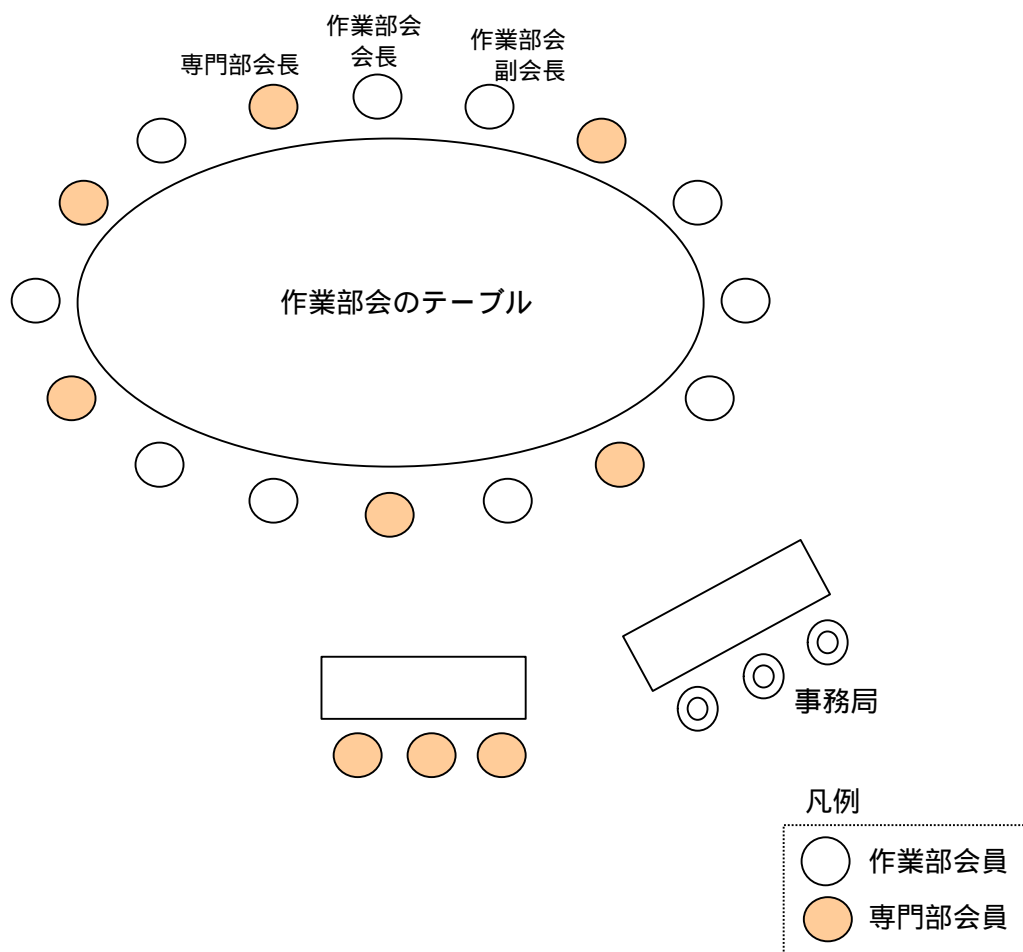 作業部会
会長
作業部会
副会長
専門部会長
作業部会のテーブル
事務局
凡例
作業部会員
専門部会員